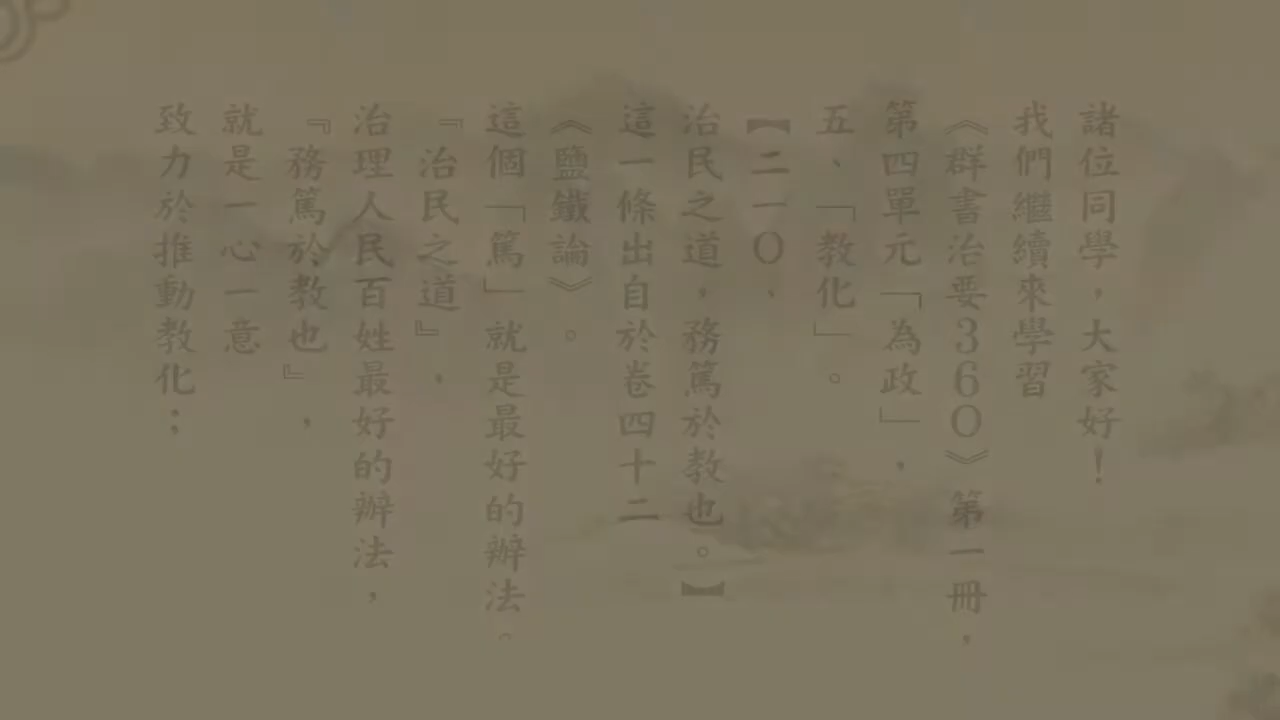 諸位同學，大家好！
我們繼續來學習
《群書治要３６０》第一冊，
第四單元「為政」，
五、「教化」。
【二一０、
治民之道，務篤於教也。】
這一條出自於卷四十二
《鹽鐵論》。
這個「篤」就是最好的辦法。
『治民之道』，
治理人民百姓最好的辦法，
『務篤於教也』，
就是一心一意
致力於推動教化；